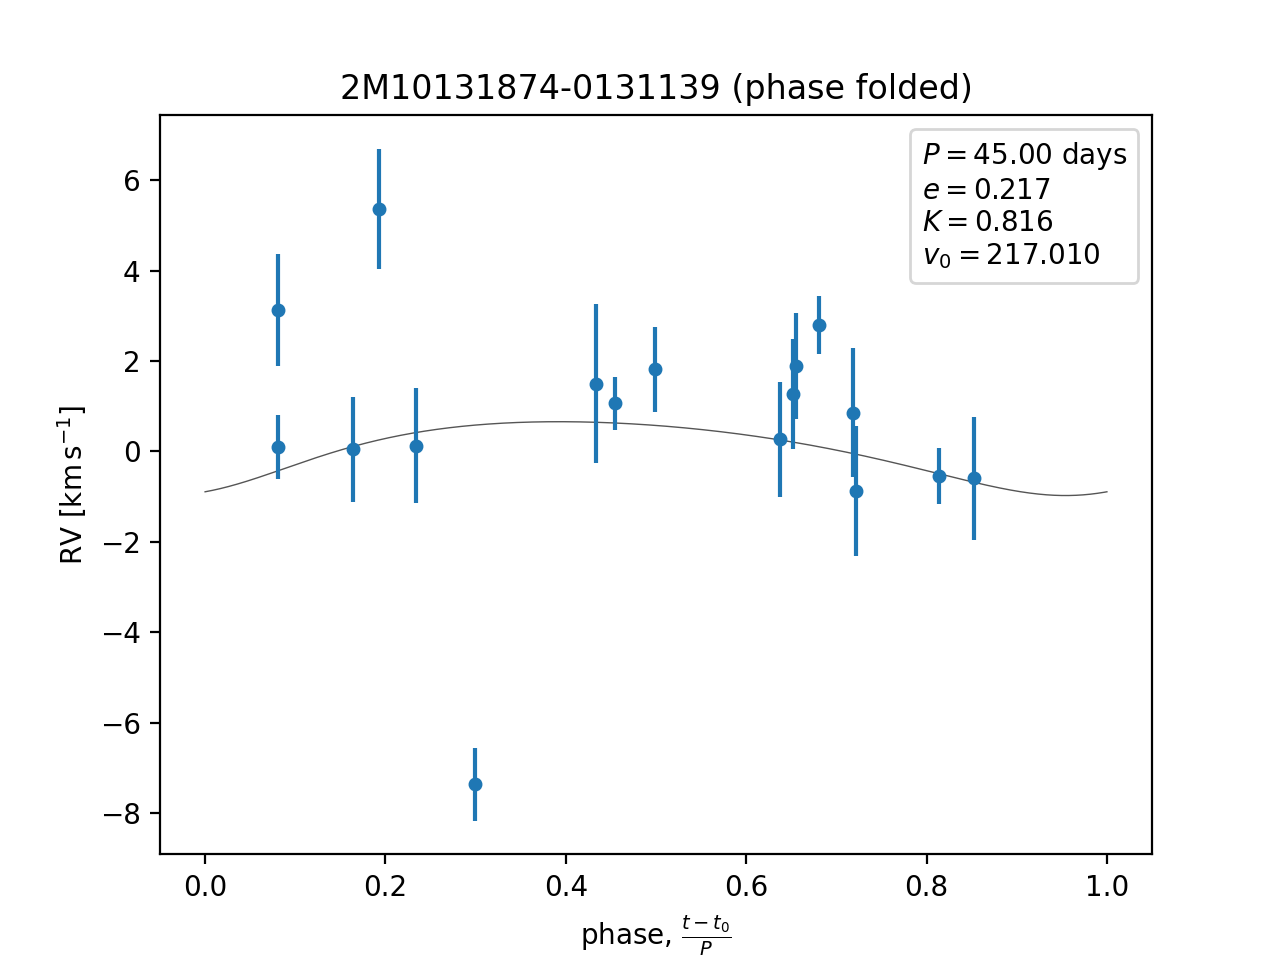 2M10131874-0131139 (phase folded)
P = 45.00 days
e = 0.217
K = 0.816
v₀ = 217.010
6
4
2
0
−2
−4
−6
−8
RV [km s⁻¹]
0.0 0.2 0.4 0.6 0.8 1.0
phase, (t − t₀)/P